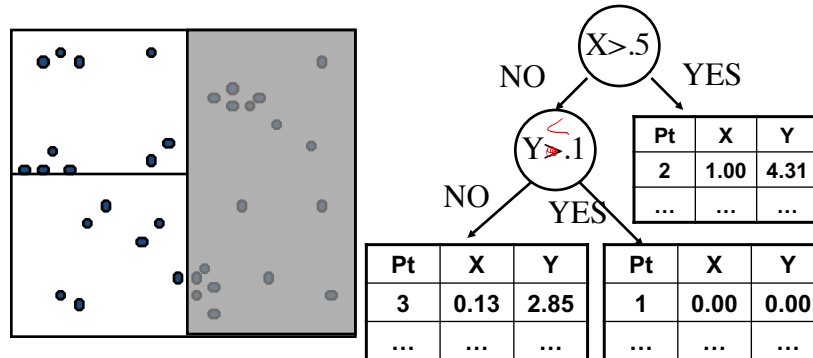 X>.5
NO
YES
Y>.1
<
Pt X Y
2 1.00 4.31
... ... ...
NO
YES
Pt X Y
3 0.13 2.85
... ... ...
Pt X Y
1 0.00 0.00
... ... ...